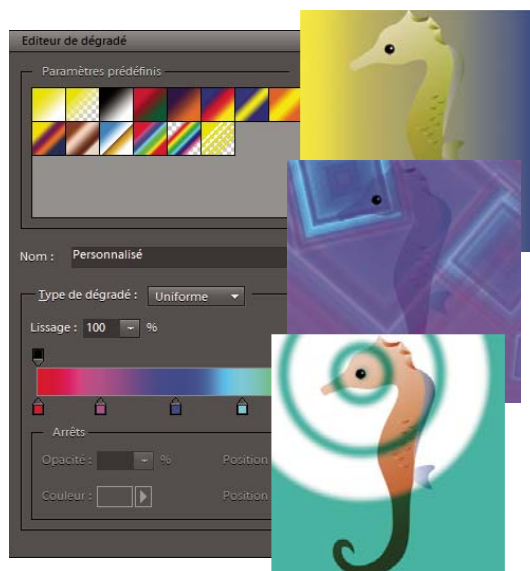 Editeur de dégradé
Paramètres prédéfinis
Nom : Personnalisé
Type de dégradé : Uniforme
Lissage : 100 %
Arrêts
Opacité : % Position
Couleur : Position